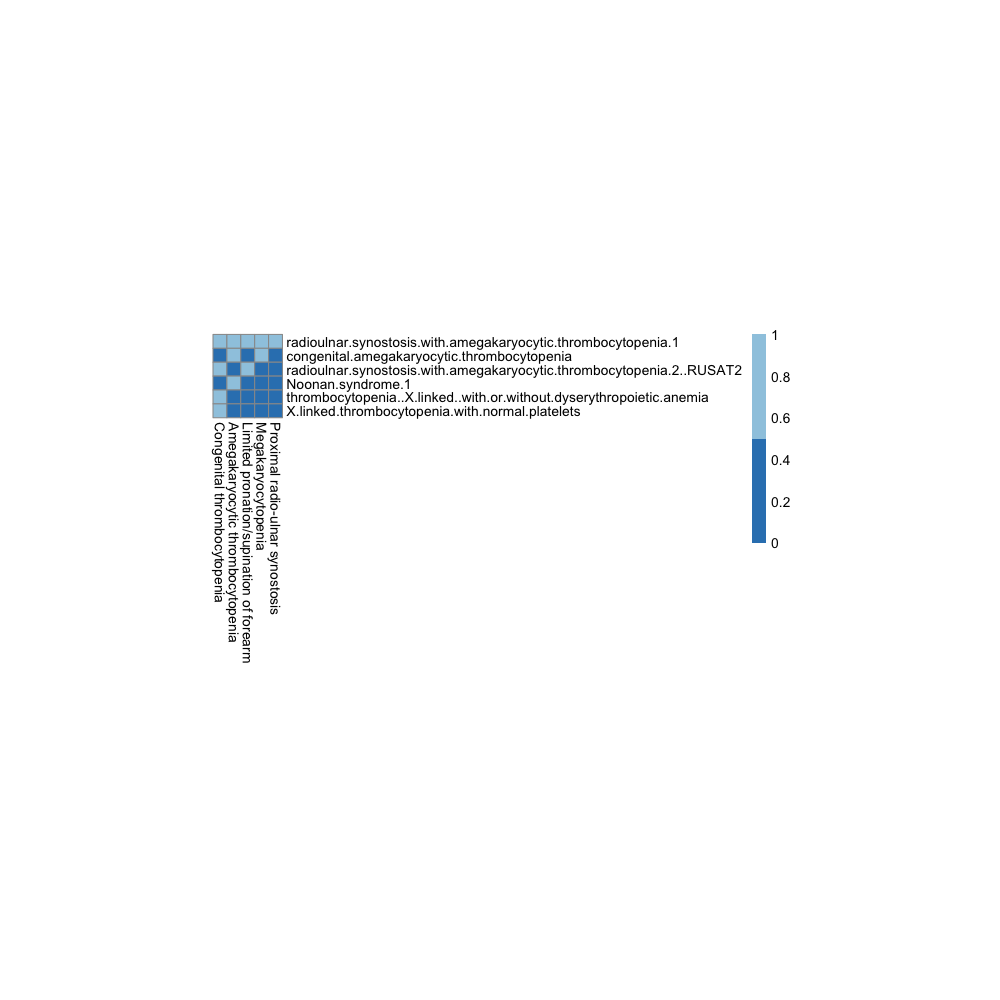 radioulnar.synostosis.with.amegakaryocytic.thrombocytopenia.1
congenital.amegakaryocytic.thrombocytopenia
radioulnar.synostosis.with.amegakaryocytic.thrombocytopenia.2..RUSAT2
Noonan.syndrome.1
thrombocytopenia..X.linked..with.or.without.dyserythropoietic.anemia
X.linked.thrombocytopenia.with.normal.platelets
Congenital thrombocytopenia
Amegakaryocytic thrombocytopenia
Limited pronation/supination of forearm
Megakaryocytopenia
Proximal radio-ulnar synostosis
1
0.8
0.6
0.4
0.2
0